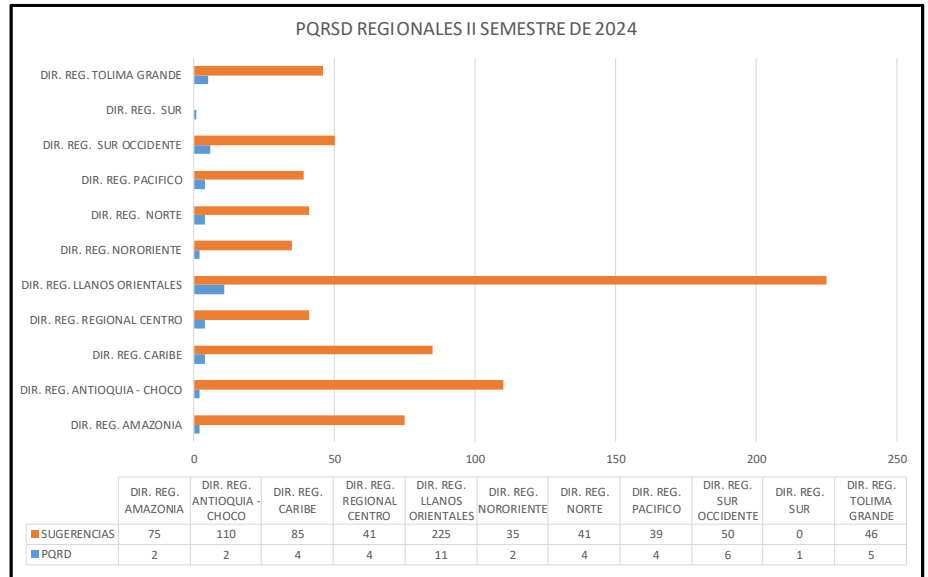 PQRSD REGIONALES II SEMESTRE DE 2024
DIR. REG. TOLIMA GRANDE
DIR. REG. SUR
DIR. REG. SUR OCCIDENTE
DIR. REG. PACIFICO
DIR. REG. NORTE
DIR. REG. NORORIENTE
DIR. REG. LLANOS ORIENTALES
DIR. REG. REGIONAL CENTRO
DIR. REG. CARIBE
DIR. REG. ANTIOQUIA - CHOCO
DIR. REG. AMAZONIA
0 50 100 150 200 250
DIR. REG. AMAZONIA DIR. REG. ANTIOQUIA - CHOCO DIR. REG. CARIBE DIR. REG. REGIONAL CENTRO DIR. REG. LLANOS ORIENTALES DIR. REG. NORORIENTE DIR. REG. NORTE DIR. REG. PACIFICO DIR. REG. SUR OCCIDENTE DIR. REG. SUR DIR. REG. TOLIMA GRANDE
SUGERENCIAS 75 110 85 41 225 35 41 39 50 0 46
PQRD 2 2 4 4 11 2 4 4 6 1 5